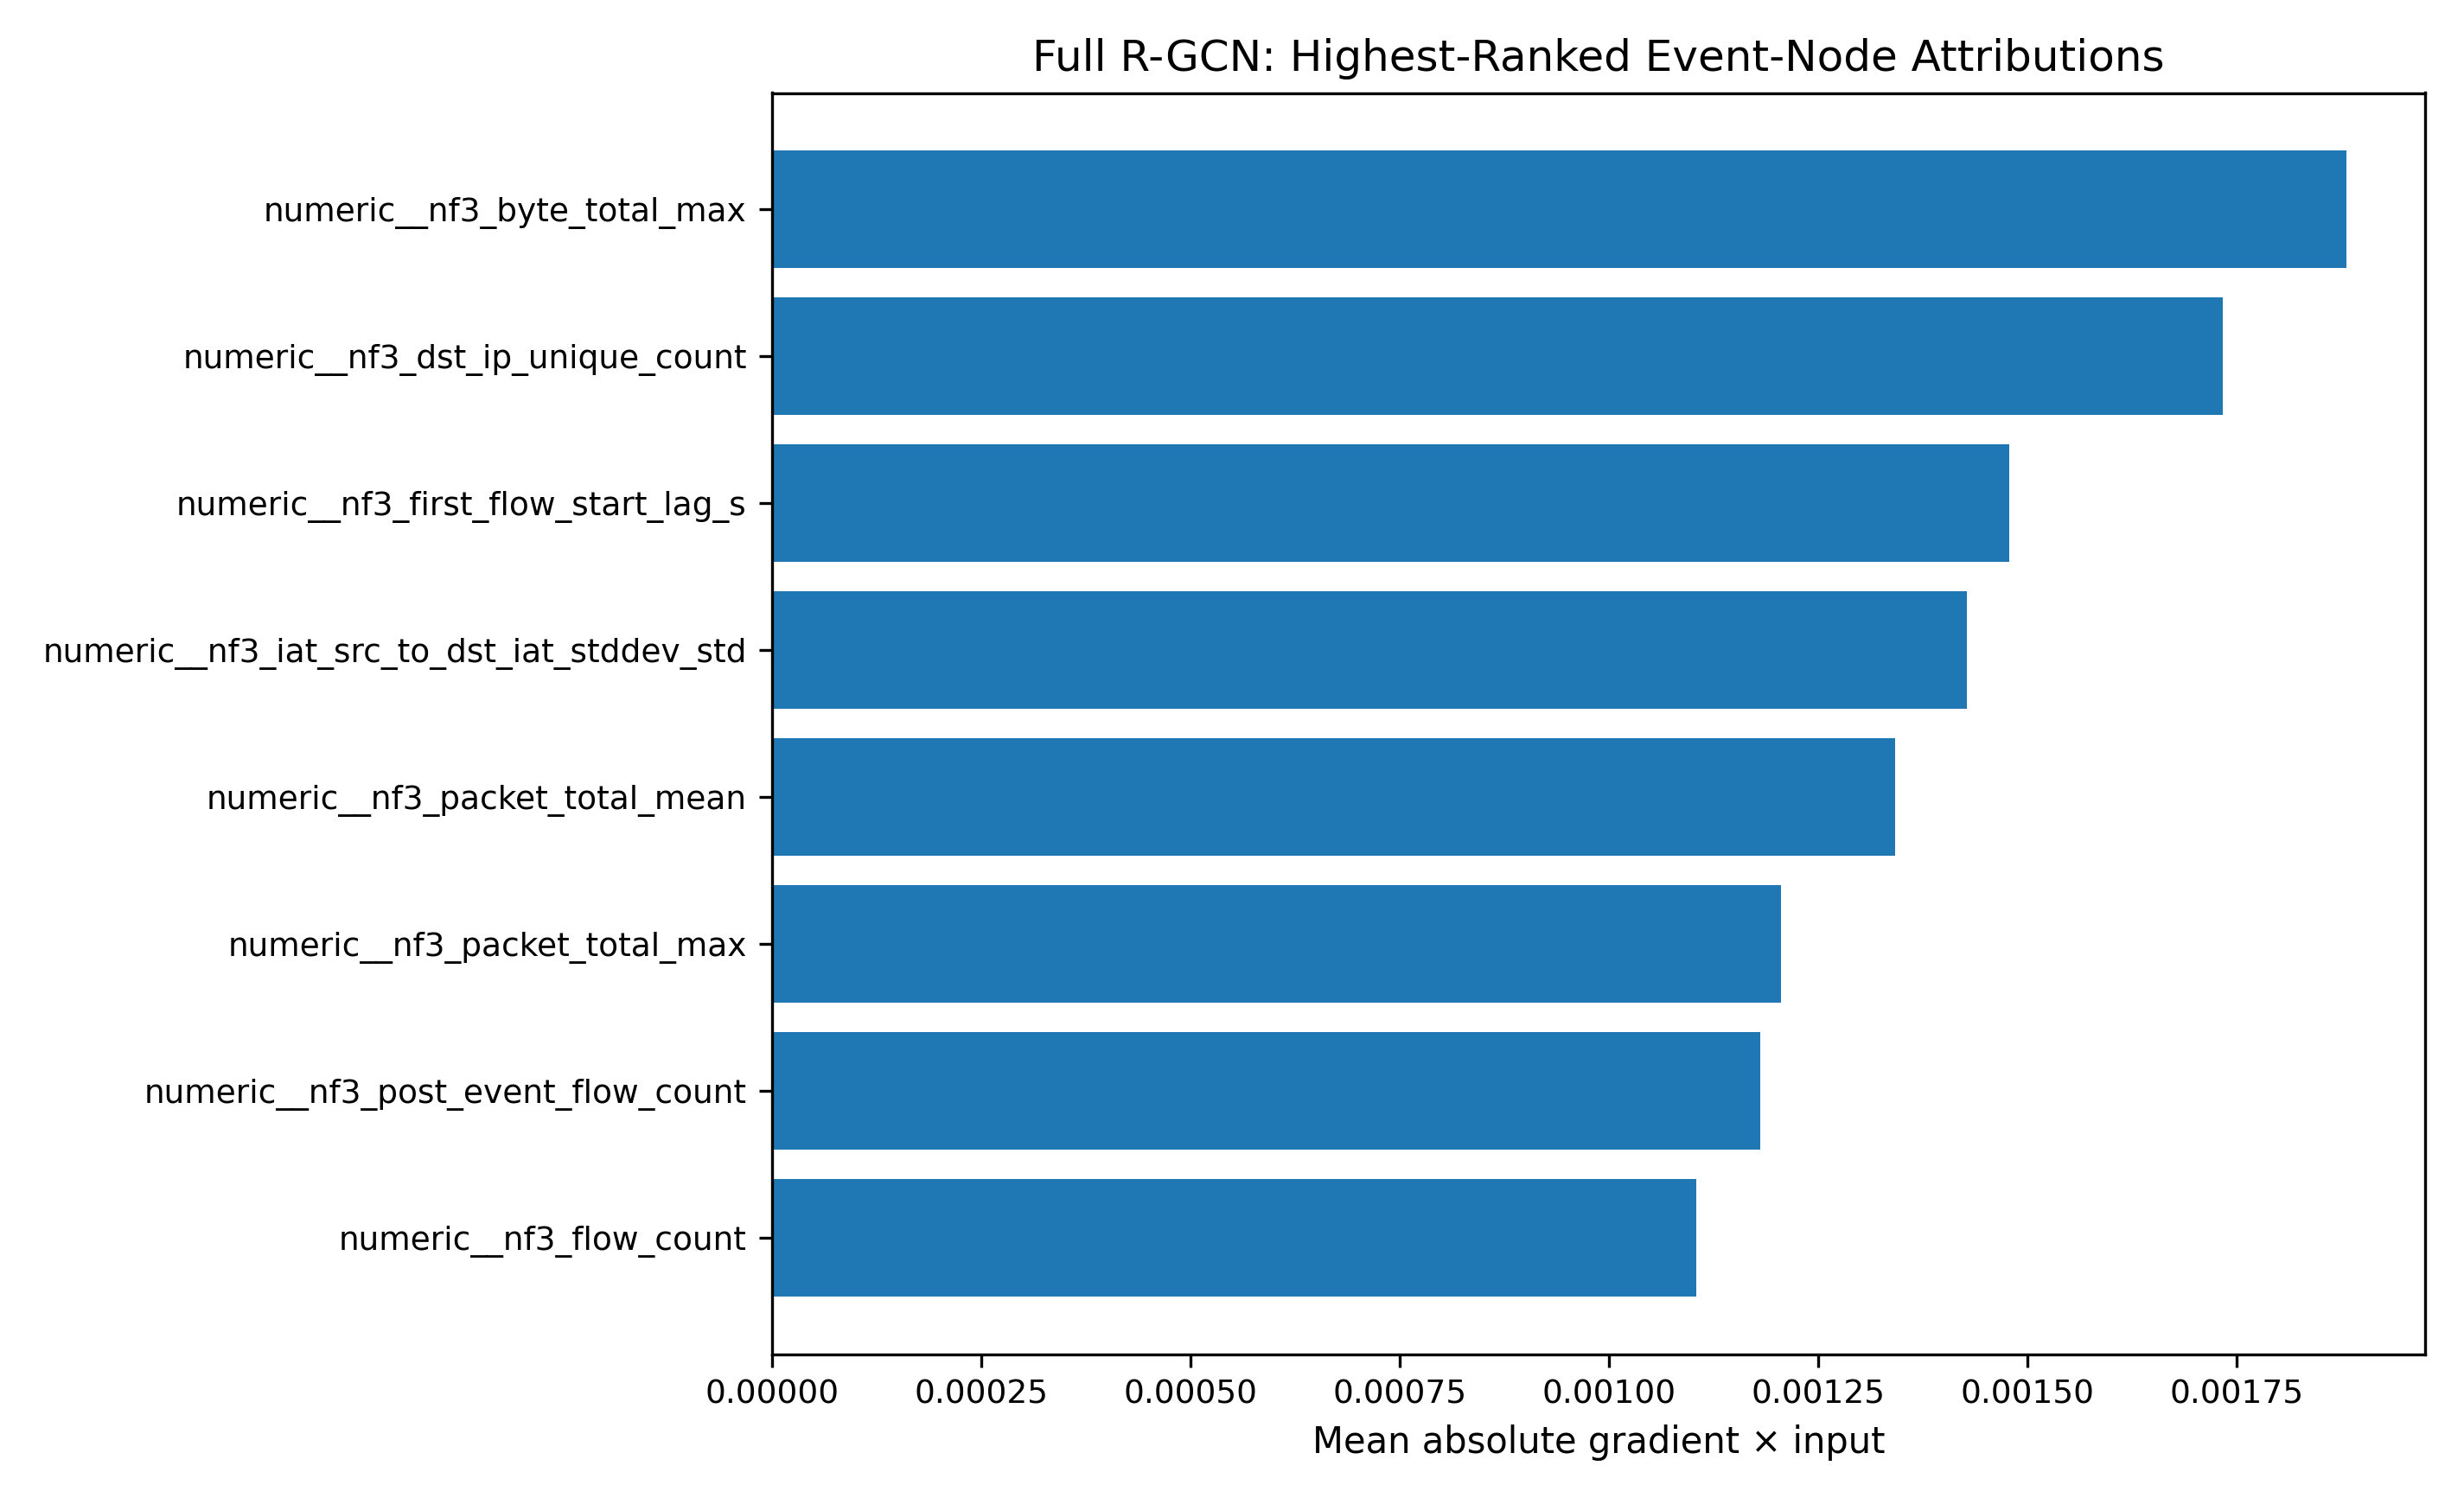 Full R-GCN: Highest-Ranked Event-Node Attributions
numeric__nf3_byte_total_max
numeric__nf3_dst_ip_unique_count
numeric__nf3_first_flow_start_lag_s
numeric__nf3_iat_src_to_dst_iat_stddev_std
numeric__nf3_packet_total_mean
numeric__nf3_packet_total_max
numeric__nf3_post_event_flow_count
numeric__nf3_flow_count
0.00000 0.00025 0.00050 0.00075 0.00100 0.00125 0.00150 0.00175
Mean absolute gradient × input